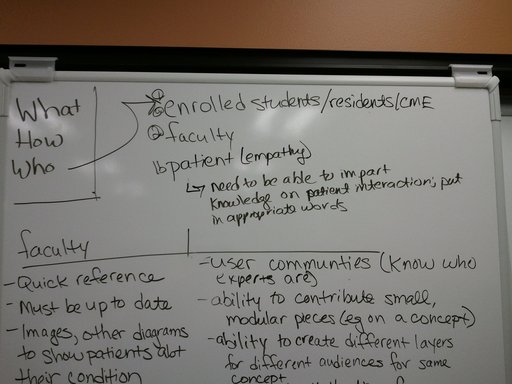 What
How
Who
① enrolled students/residents/CME
② faculty
↳ patient (empathy)
↳ need to be able to impart
knowledge on patient interaction; put
in appropriate words
faculty
- Quick reference
- Must be up to date
- Images, other diagrams
to show patients abt
their condition
- user communties (know who
experts are)
- ability to contribute small,
modular pieces (eg on a concept)
- ability to create different layers
for different audiences for same
concept